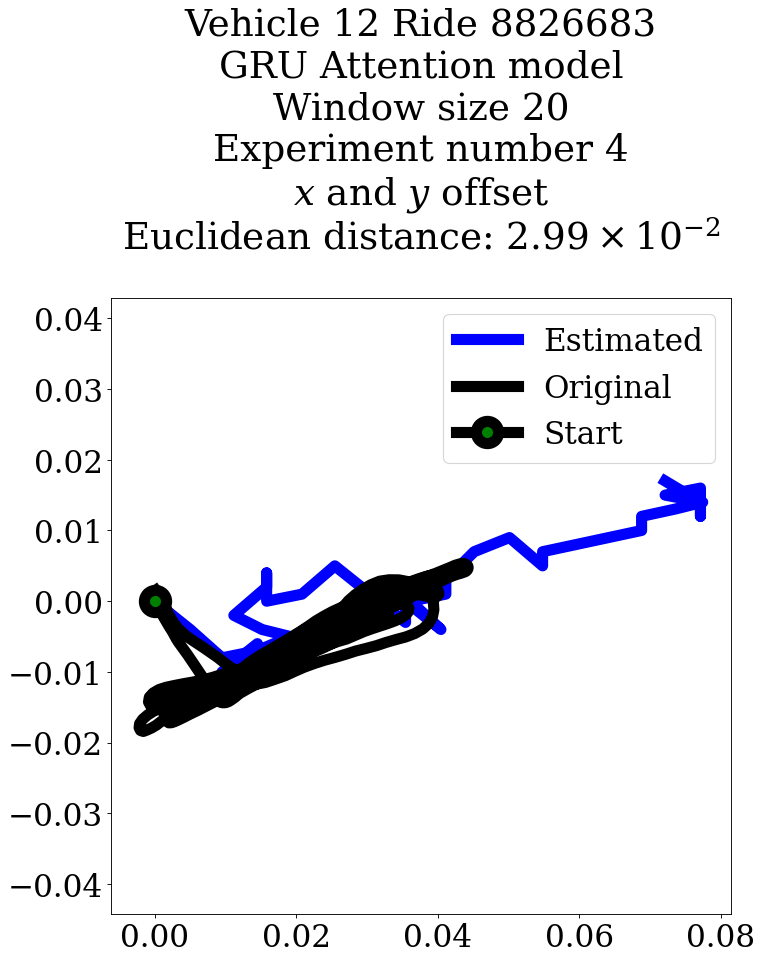 Vehicle 12 Ride 8826683
GRU Attention model
Window size 20
Experiment number 4
x and y offset
Euclidean distance: 2.99 × 10⁻²
Estimated
Original
Start
0.04
0.03
0.02
0.01
0.00
−0.01
−0.02
−0.03
−0.04
0.00 0.02 0.04 0.06 0.08